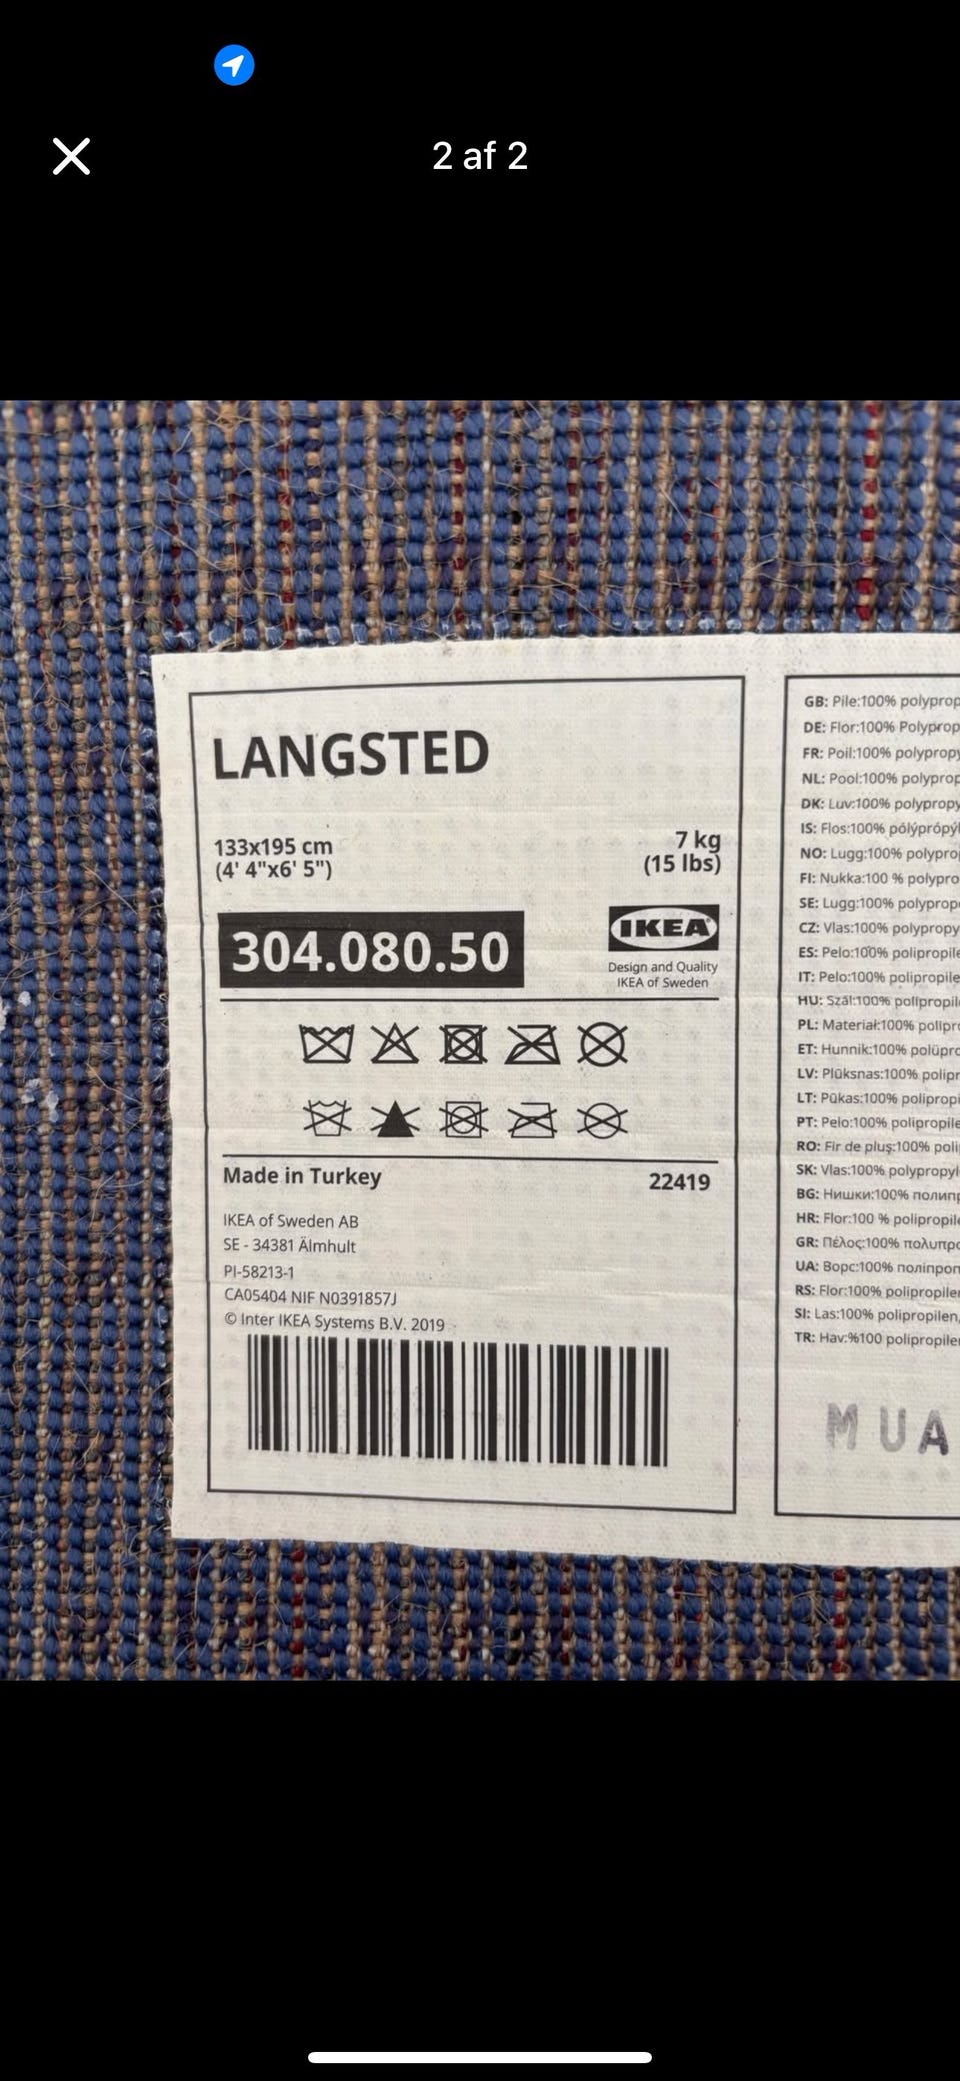 2 af 2
LANGSTED
133x195 cm
(4' 4"x6' 5")
7 kg
(15 lbs)
304.080.50
IKEA
Design and Quality
IKEA of Sweden
Made in Turkey
22419
IKEA of Sweden AB
SE - 34381 Älmhult
PI-58213-1
CA05404 NIF N0391857J
© Inter IKEA Systems B.V. 2019
GB: Pile:100% polyprop
DE: Flor:100% Polyprop
FR: Poil:100% polypropy
NL: Pool:100% polyprop
DK: Luv:100% polypropy
IS: Flos:100% pólýprópýl
NO: Lugg:100% polyprop
FI: Nukka:100 % polypro
SE: Lugg:100% polyprope
CZ: Vlas:100% polypropy
ES: Pelo:100% polipropile
IT: Pelo:100% polipropile
HU: Szál:100% polipropil
PL: Materiał:100% polipro
ET: Hunnik:100% polüpro
LV: Plūksnas:100% polipr
LT: Pūkas:100% polipropi
PT: Pelo:100% polipropile
RO: Fir de pluş:100% poli
SK: Vlas:100% polypropyl
BG: Нишки:100% полипр
HR: Flor:100 % polipropile
GR: Πέλος:100% πολυπρο
UA: Ворс:100% поліпроп
RS: Flor:100% polipropilen
SI: Las:100% polipropilen,
TR: Hav:%100 polipropilen
MUA